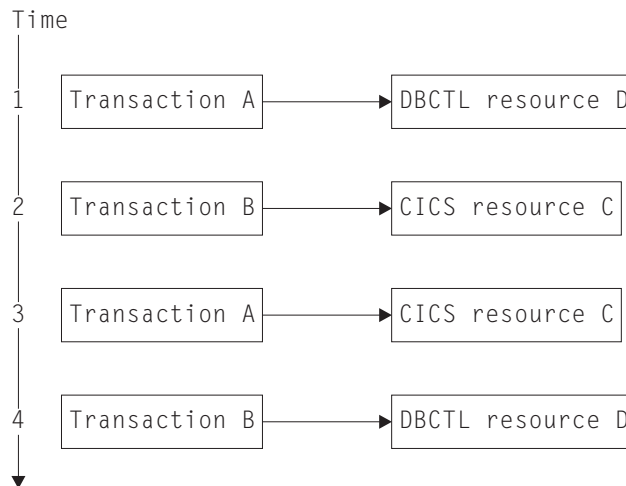 Time
1 Transaction A DBCTL resource D
2 Transaction B CICS resource C
3 Transaction A CICS resource C
4 Transaction B DBCTL resource D